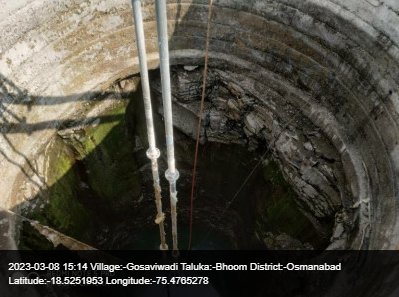 2023-03-08 15:14 Village:-Gosaviwadi Taluka:-Bhoom District:-Osmanabad
Latitude:-18.5251953 Longitude:-75.4765278